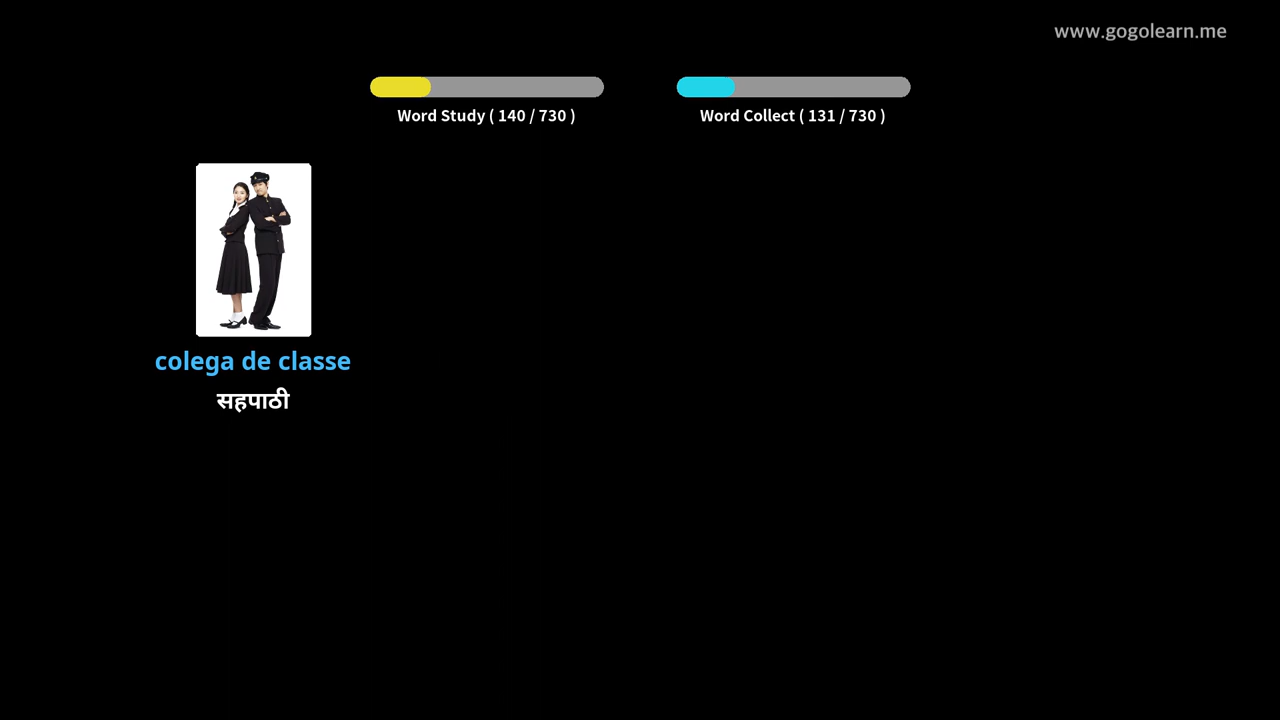 www.gogolearn.me
Word Study ( 140 / 730 )
Word Collect ( 131 / 730 )
colega de classe
सहपाठी